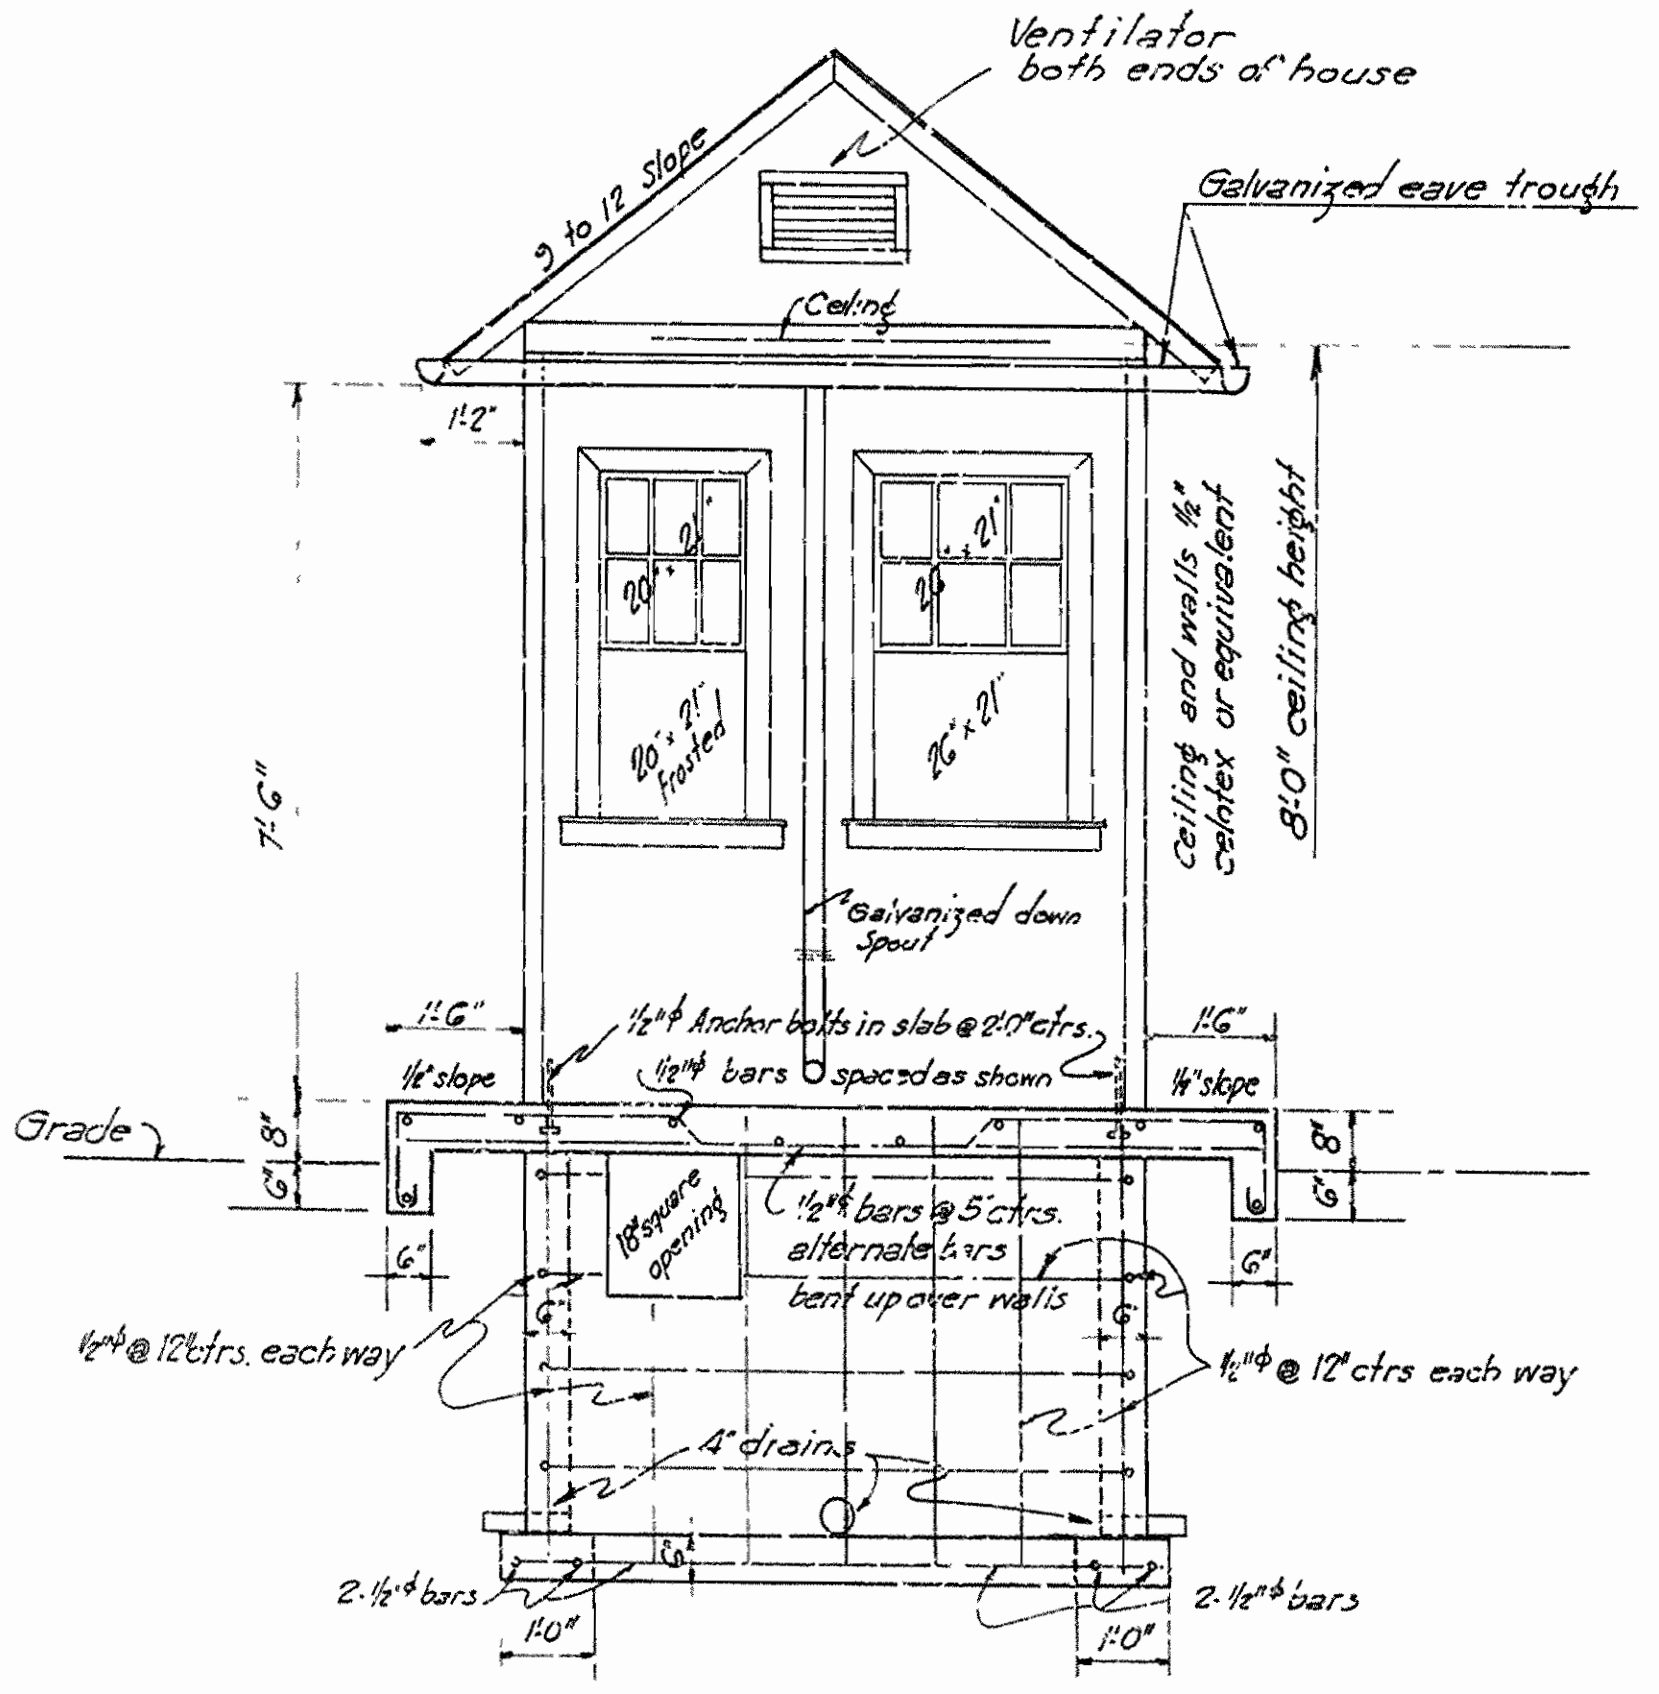 Ventilator
both ends of house
9 to 12 slope
Galvanized eave trough
Ceiling
1'-2"
20" x 21"
20" x 21"
20" x 21"
Frosted
26" x 21"
Ceiling and walls ½"
celotex or equivalent
8'-0" ceiling height
7'-6"
Galvanized down
spout
1'-6"
½"ϕ Anchor bolts in slab @ 2'-0" ctrs.
1'-6"
½" slope
½"ϕ bars spaced as shown
slope
Grade
8"
6"
8"
6"
18" square
opening
½"ϕ bars @ 5" ctrs.
alternate bars
bent up over walls
6"
6"
6"
6"
½"ϕ @ 12" ctrs. each way
½"ϕ @ 12" ctrs each way
4" drains
6"
2-½"ϕ bars
2-½"ϕ bars
1'-0"
1'-0"